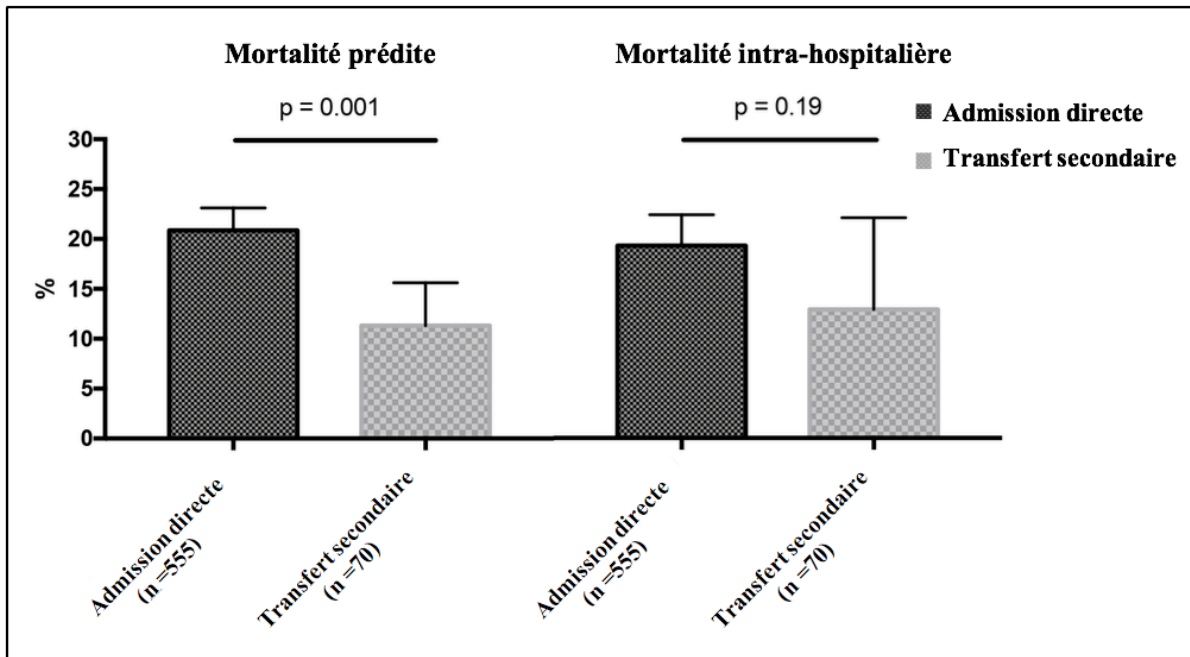 Mortalité prédite
Mortalité intra-hospitalière
p = 0.001
p = 0.19
Admission directe
Transfert secondaire
30
25
20
15
10
5
0
%
Admission directe
(n =555)
Transfert secondaire
(n =70)
Admission directe
(n =555)
Transfert secondaire
(n =70)